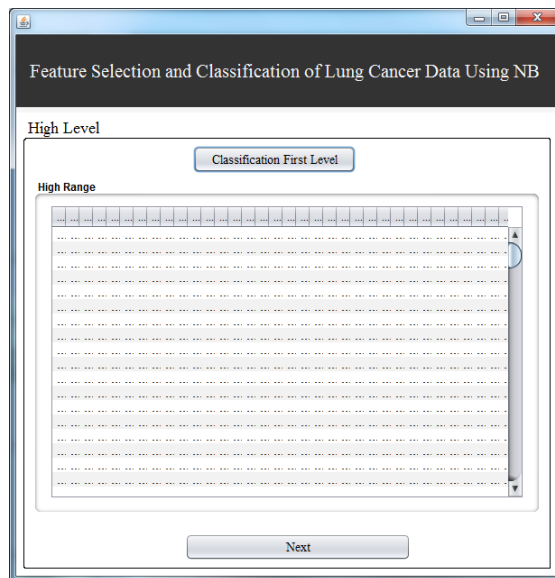 Feature Selection and Classification of Lung Cancer Data Using NB
High Level
Classification First Level
High Range
Next